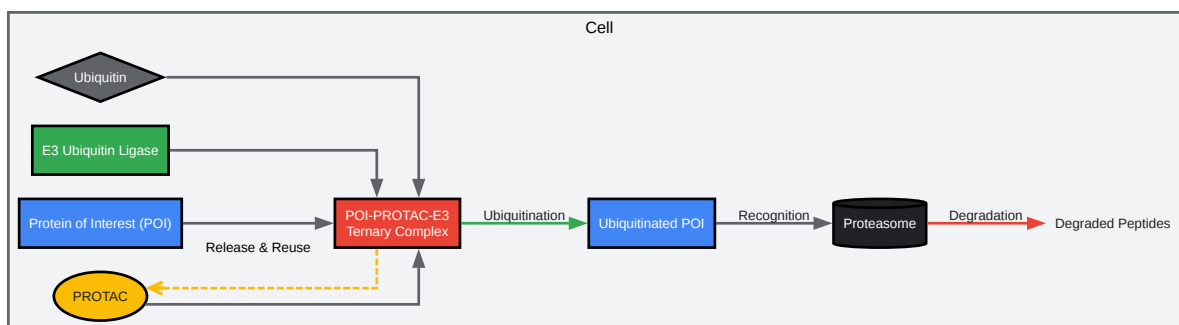 Cell
Ubiquitin
E3 Ubiquitin Ligase
Protein of Interest (POI)
Release & Reuse
PROTAC
POI-PROTAC-E3
Ternary Complex
Ubiquitination
Ubiquitinated POI
Recognition
Proteasome
Degradation
Degraded Peptides